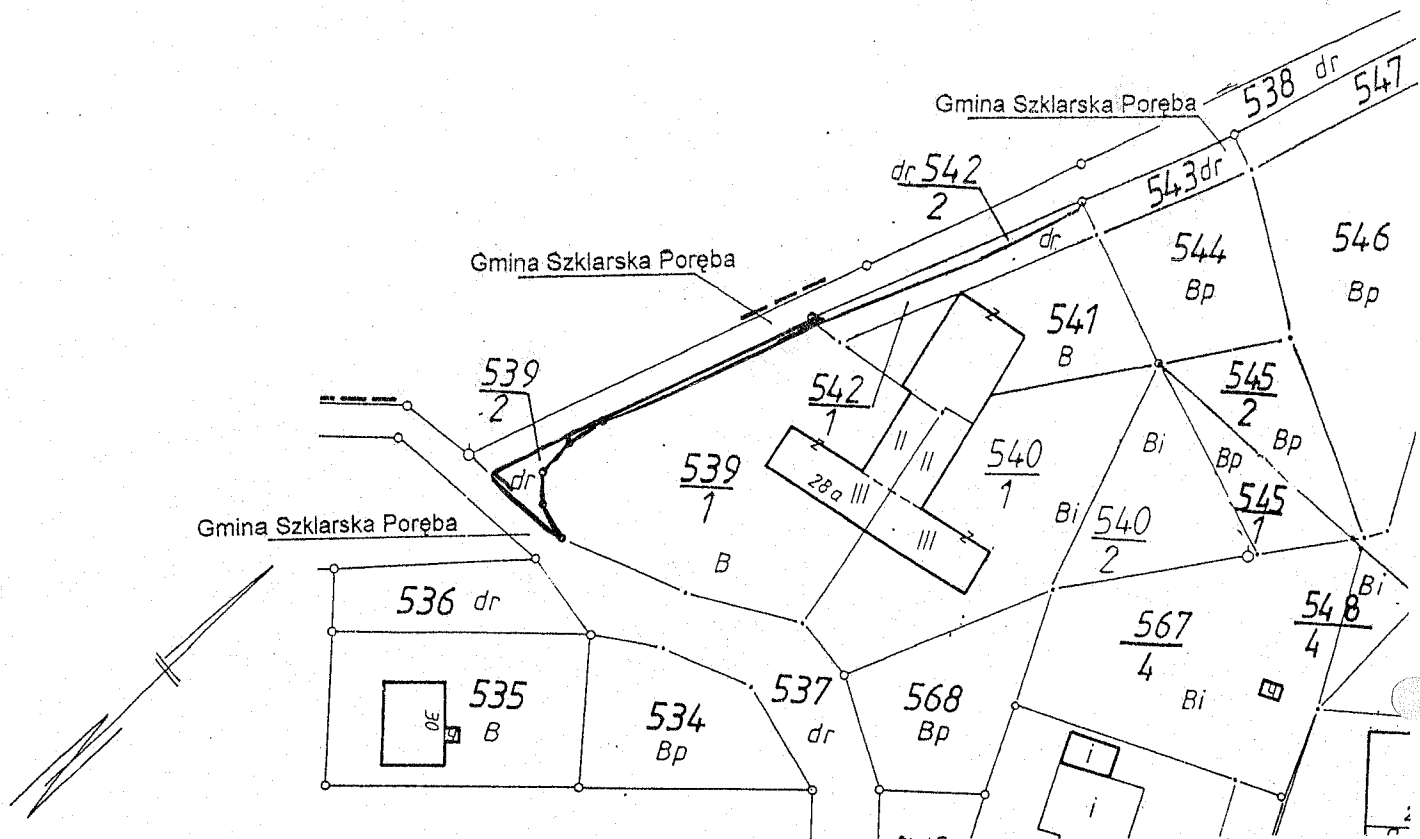 538 dr
547
Gmina Szklarska Poręba
dr 542
2
543 dr
dr
544
Bp
546
Bp
Gmina Szklarska Poręba
541
B
539
2
542
1
545
2
Bp
z
z
II
II
28a
III
III
z
540
1
Bi
Bi
Bp
545
1
dr
539
1
B
540
2
Gmina Szklarska Poręba
536 dr
567
4
Bi
548
4
Bi
535
B
30
534
Bp
537
dr
568
Bp
i
i